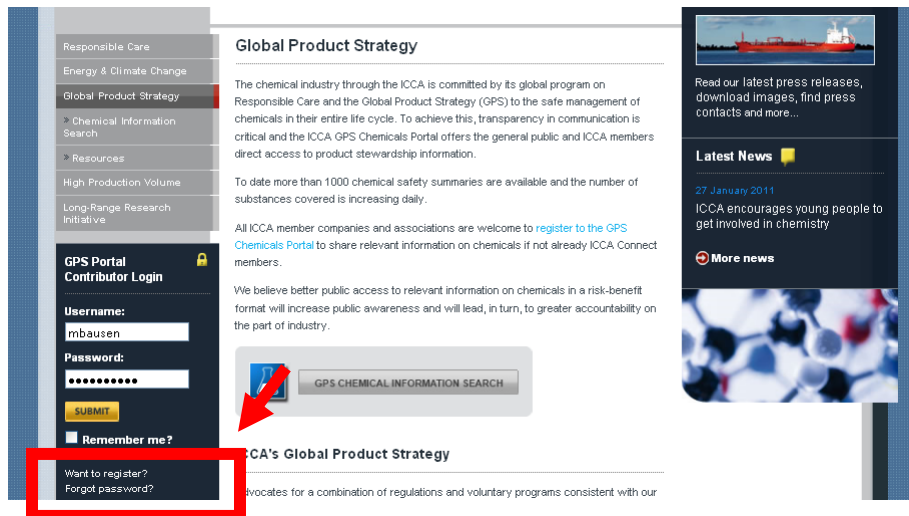 Responsible Care
Energy & Climate Change
Global Product Strategy
» Chemical Information
Search
» Resources
High Production Volume
Long-Range Research
Initiative
GPS Portal
Contributor Login
Username:
mbausen
Password:
SUBMIT
Remember me?
Want to register?
Forgot password?
Global Product Strategy
The chemical industry through the ICCA is committed by its global program on
Responsible Care and the Global Product Strategy (GPS) to the safe management of
chemicals in their entire life cycle. To achieve this, transparency in communication is
critical and the ICCA GPS Chemicals Portal offers the general public and ICCA members
direct access to product stewardship information.
To date more than 1000 chemical safety summaries are available and the number of
substances covered is increasing daily.
All ICCA member companies and associations are welcome to register to the GPS
Chemicals Portal to share relevant information on chemicals if not already ICCA Connect
members.
We believe better public access to relevant information on chemicals in a risk-benefit
format will increase public awareness and will lead, in turn, to greater accountability on
the part of industry.
GPS CHEMICAL INFORMATION SEARCH
CCA's Global Product Strategy
dvocates for a combination of regulations and voluntary programs consistent with our
Read our latest press releases,
download images, find press
contacts and more...
Latest News
27 January 2011
ICCA encourages young people to
get involved in chemistry
More news